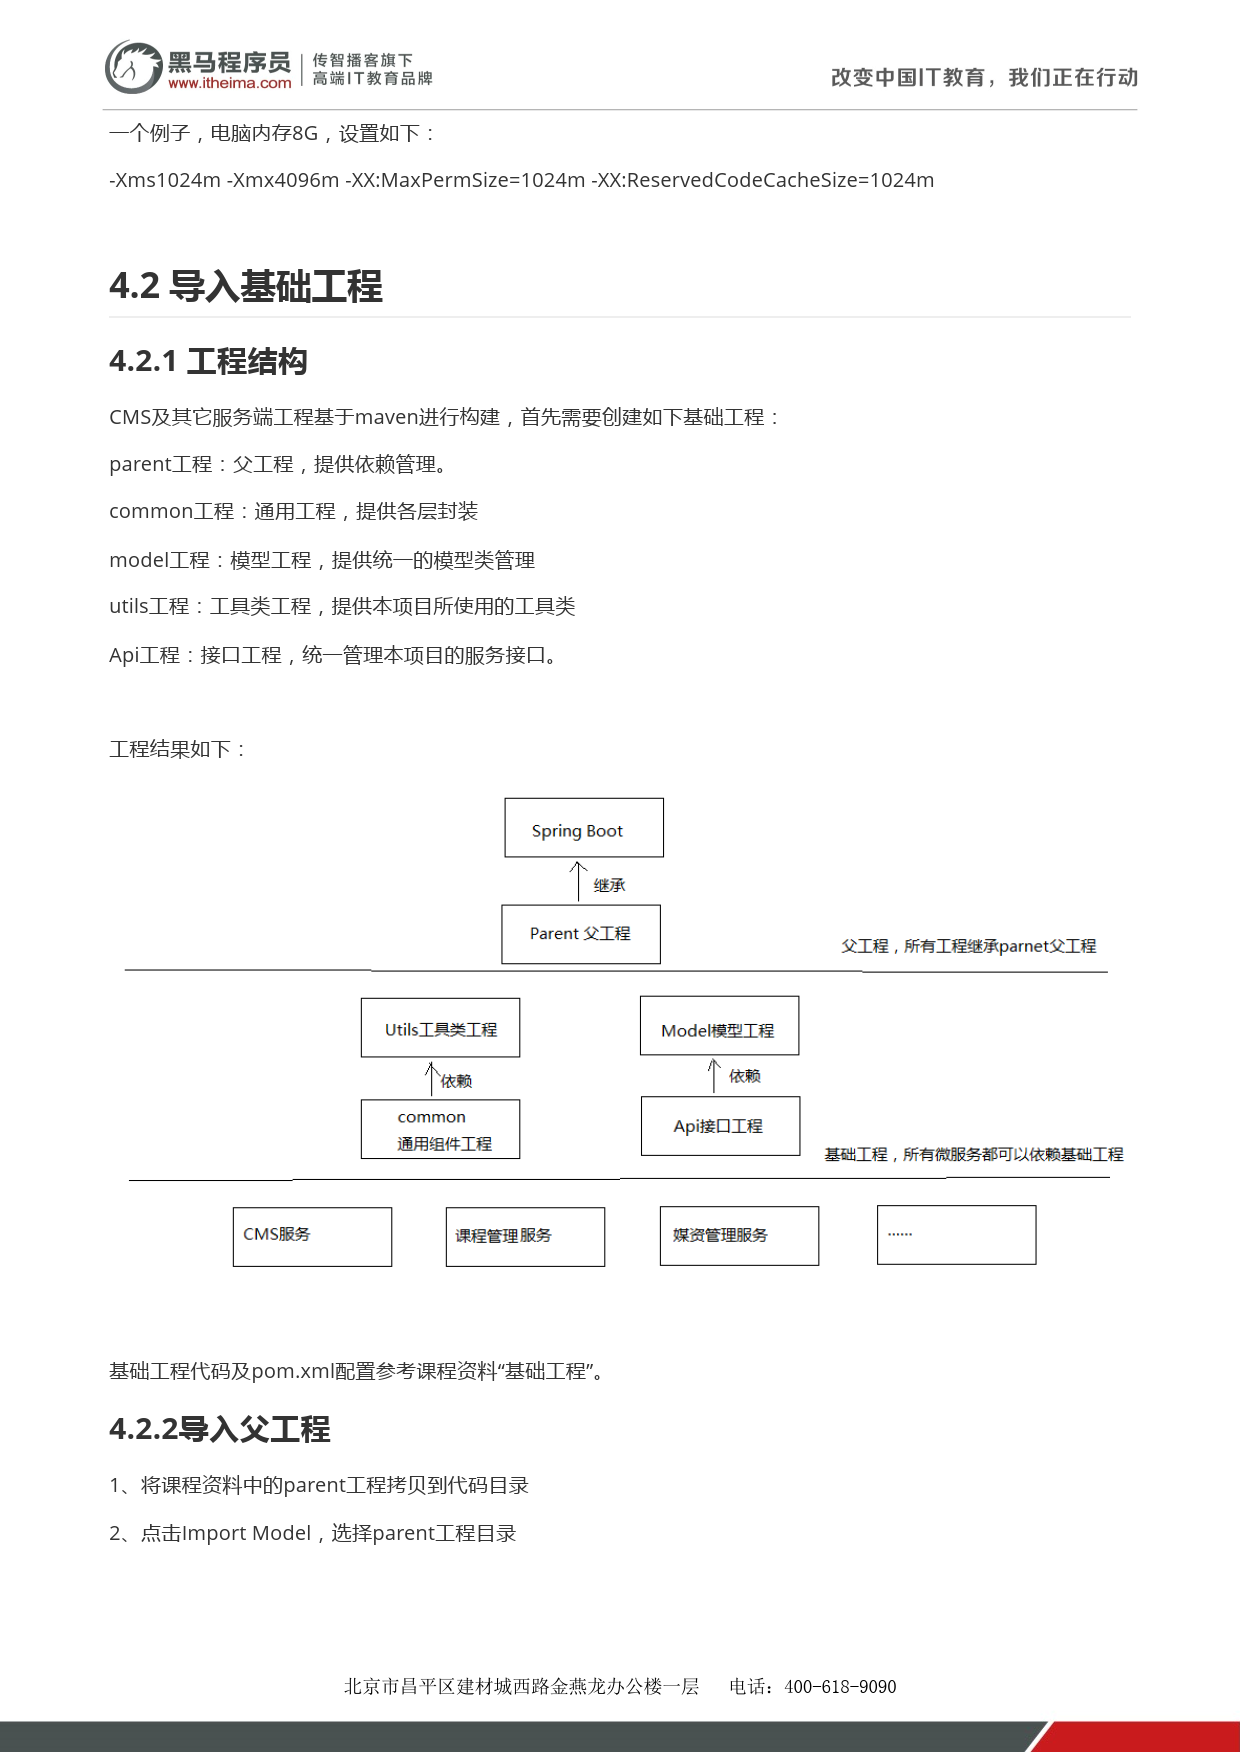 黑马程序员
www.itheima.com
传智播客旗下
高端IT教育品牌
改变中国IT教育，我们正在行动
一个例子，电脑内存8G，设置如下：
-Xms1024m -Xmx4096m -XX:MaxPermSize=1024m -XX:ReservedCodeCacheSize=1024m
4.2 导入基础工程
4.2.1 工程结构
CMS及其它服务端工程基于maven进行构建，首先需要创建如下基础工程：
parent工程：父工程，提供依赖管理。
common工程：通用工程，提供各层封装
model工程：模型工程，提供统一的模型类管理
utils工程：工具类工程，提供本项目所使用的工具类
Api工程：接口工程，统一管理本项目的服务接口。
工程结果如下：
Spring Boot
继承
Parent 父工程
父工程，所有工程继承parnet父工程
Utils工具类工程
Model模型工程
依赖
依赖
common
通用组件工程
Api接口工程
基础工程，所有微服务都可以依赖基础工程
CMS服务
课程管理服务
媒资管理服务
······
基础工程代码及pom.xml配置参考课程资料“基础工程”。
4.2.2导入父工程
1、将课程资料中的parent工程拷贝到代码目录
2、点击Import Model，选择parent工程目录
北京市昌平区建材城西路金燕龙办公楼一层 电话：400-618-9090